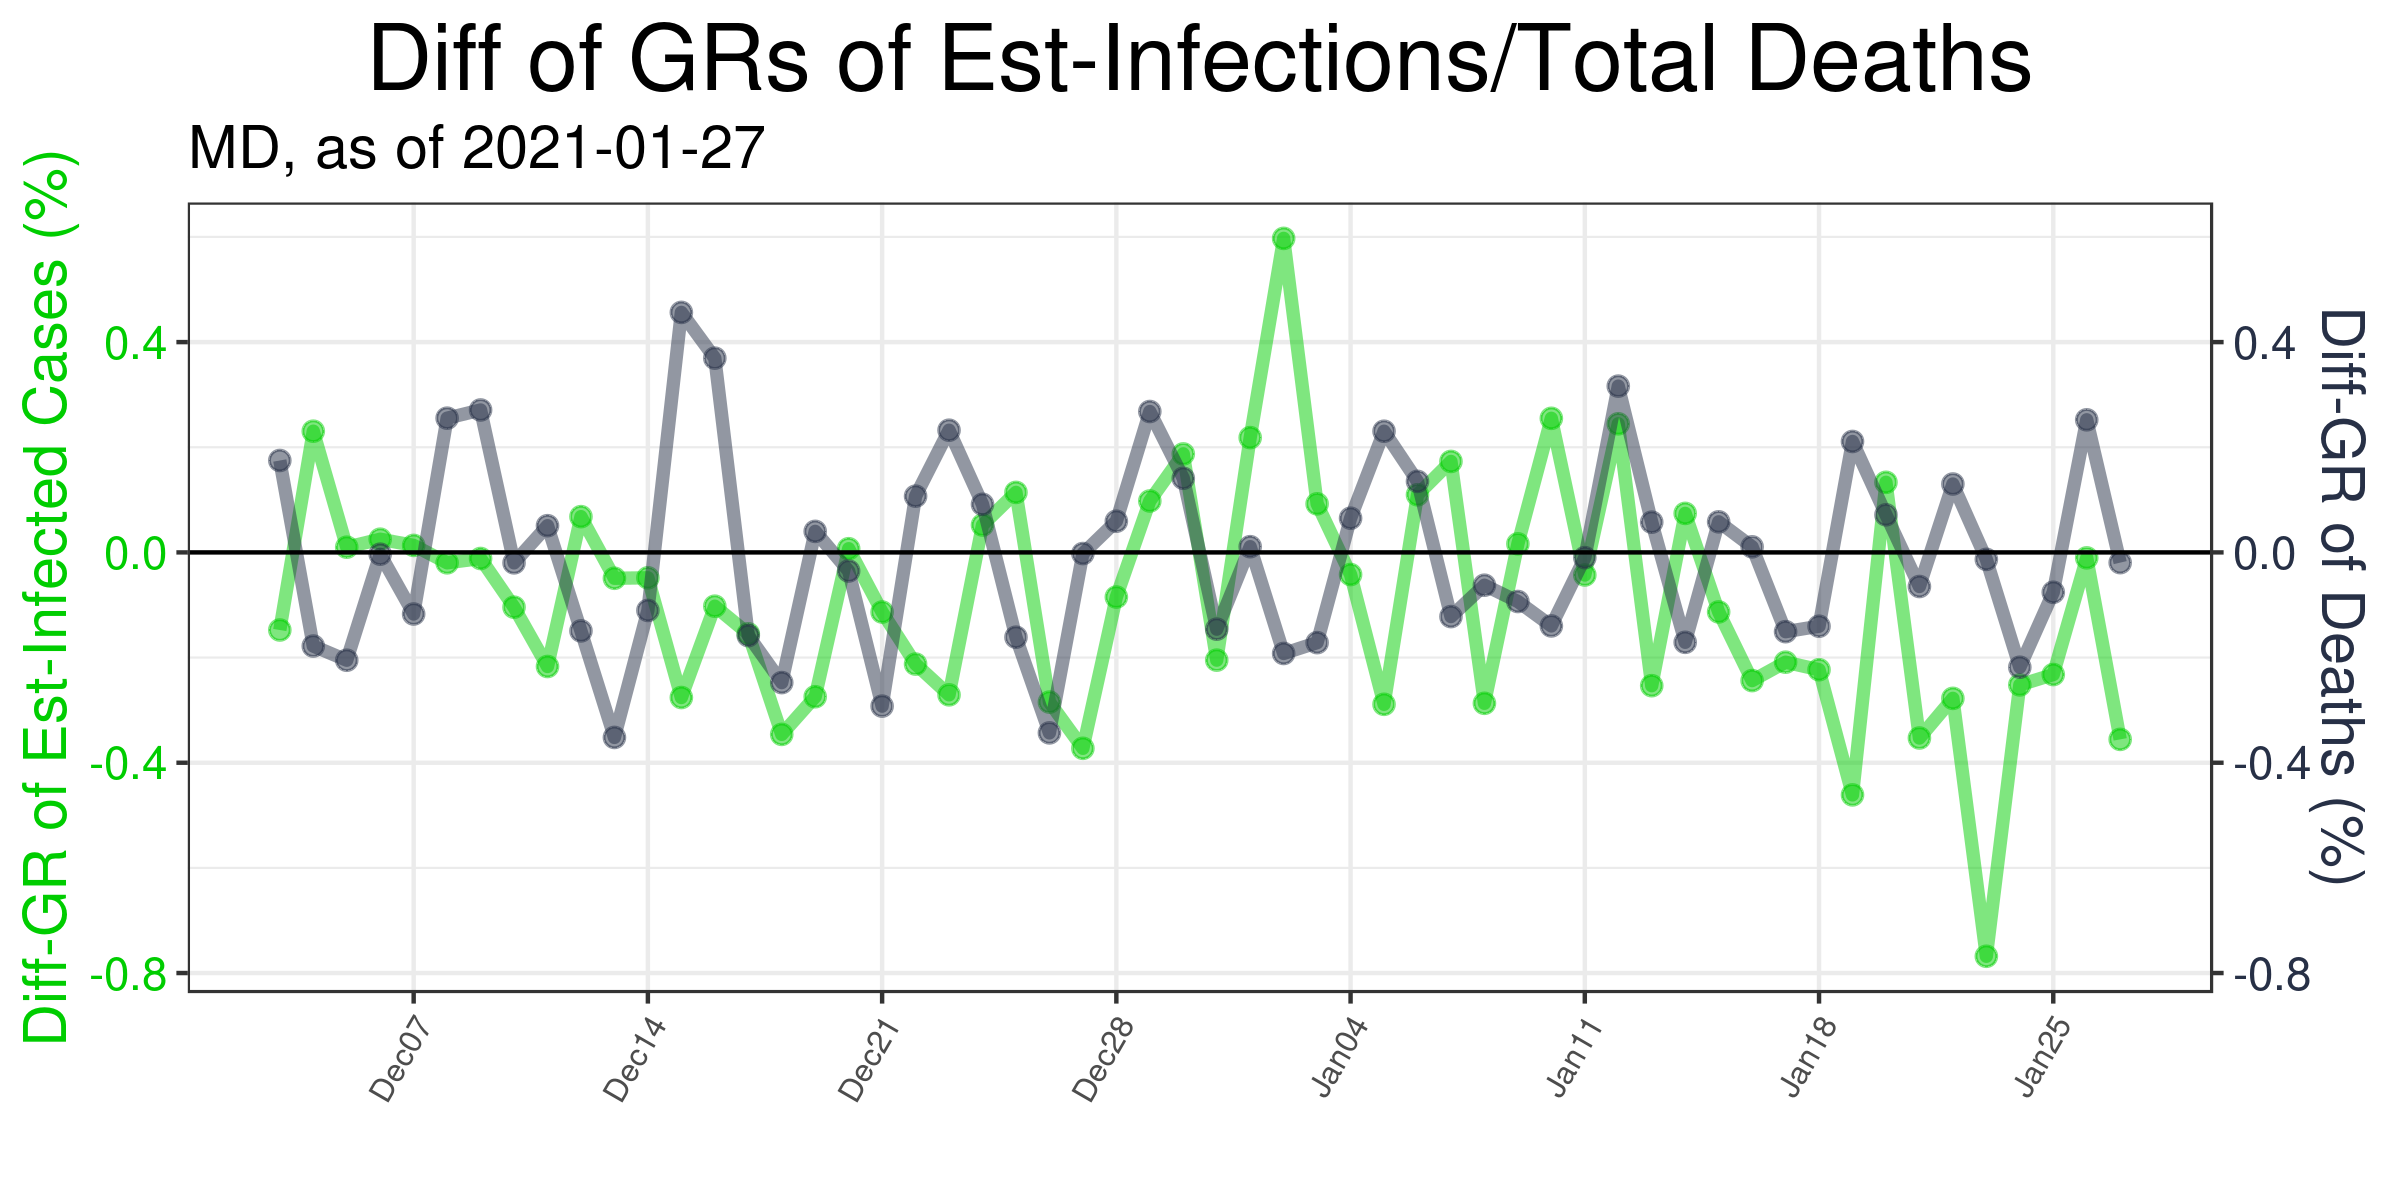 Diff of GRs of Est-Infections/Total Deaths
MD, as of 2021-01-27
Diff-GR of Est-Infected Cases (%)
0.4
0.0
-0.4
-0.8
0.4
0.0
-0.4
-0.8
Diff-GR of Deaths (%)
Dec07
Dec14
Dec21
Dec28
Jan04
Jan11
Jan18
Jan25